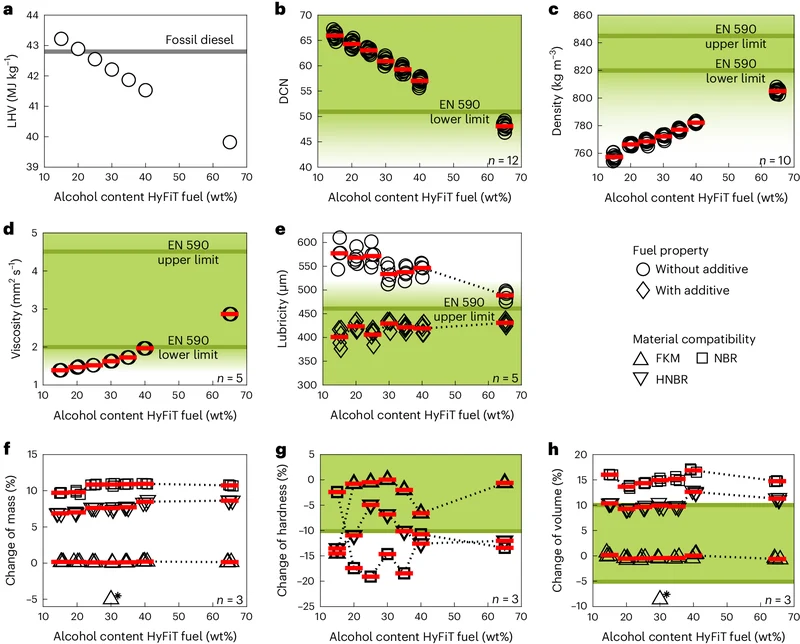 a
LHV (MJ kg⁻¹)
44
43
42
41
40
39
Fossil diesel
10 20 30 40 50 60 70
Alcohol content HyFiT fuel (wt%)
b
DCN
70
65
60
55
50
45
40
EN 590
lower limit
n = 12
10 20 30 40 50 60 70
Alcohol content HyFiT fuel (wt%)
c
Density (kg m⁻³)
860
840
820
800
780
760
EN 590
upper limit
EN 590
lower limit
n = 10
10 20 30 40 50 60 70
Alcohol content HyFiT fuel (wt%)
d
Viscosity (mm² s⁻¹)
5
4
3
2
1
EN 590
upper limit
EN 590
lower limit
n = 5
10 20 30 40 50 60 70
Alcohol content HyFiT fuel (wt%)
e
Lubricity (μm)
600
550
500
450
400
350
300
EN 590
upper limit
n = 5
10 20 30 40 50 60 70
Alcohol content HyFiT fuel (wt%)
Fuel property
Without additive
With additive
Material compatibility
FKM NBR
HNBR
f
Change of mass (%)
15
10
5
0
−5
*
n = 3
10 20 30 40 50 60 70
Alcohol content HyFiT fuel (wt%)
g
Change of hardness (%)
5
0
−5
−10
−15
−20
−25
n = 3
10 20 30 40 50 60 70
Alcohol content HyFiT fuel (wt%)
h
Change of volume (%)
20
15
10
5
0
−5
−10
*
n = 3
10 20 30 40 50 60 70
Alcohol content HyFiT fuel (wt%)